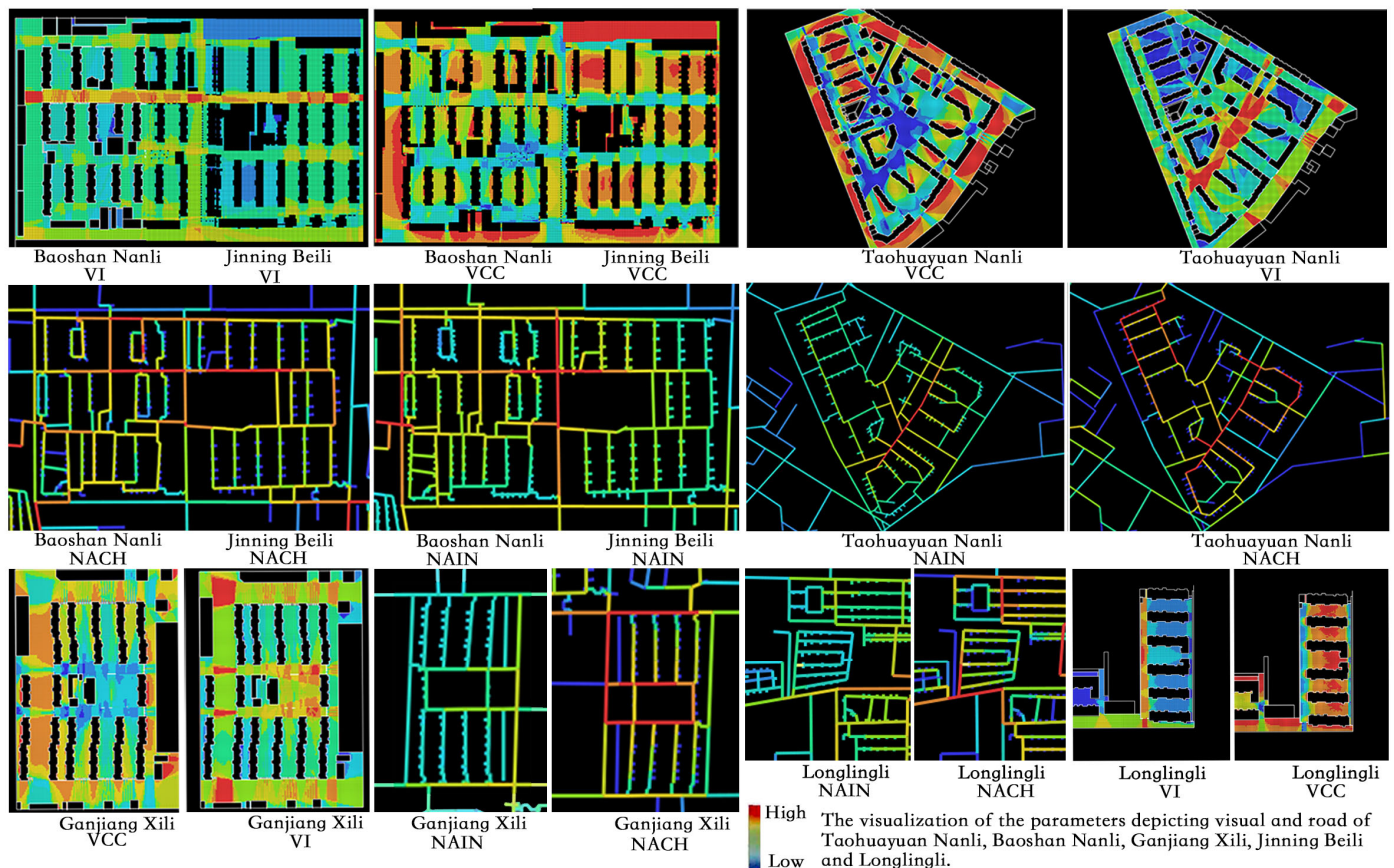 Baoshan Nanli
VI
Jinning Beili
VI
Baoshan Nanli
VCC
Jinning Beili
VCC
Taohuayuan Nanli
VCC
Taohuayuan Nanli
VI
Baoshan Nanli
NACH
Jinning Beili
NACH
Baoshan Nanli
NAIN
Jinning Beili
NAIN
Taohuayuan Nanli
NAIN
Taohuayuan Nanli
NACH
Ganjiang Xili
VCC
Ganjiang Xili
VI
Ganjiang Xili
NAIN
Ganjiang Xili
NACH
Longlingli
NAIN
Longlingli
NACH
Longlingli
VI
Longlingli
VCC
High
Low
The visualization of the parameters depicting visual and road of
Taohuayuan Nanli, Baoshan Nanli, Ganjiang Xili, Jinning Beili
and Longlingli.